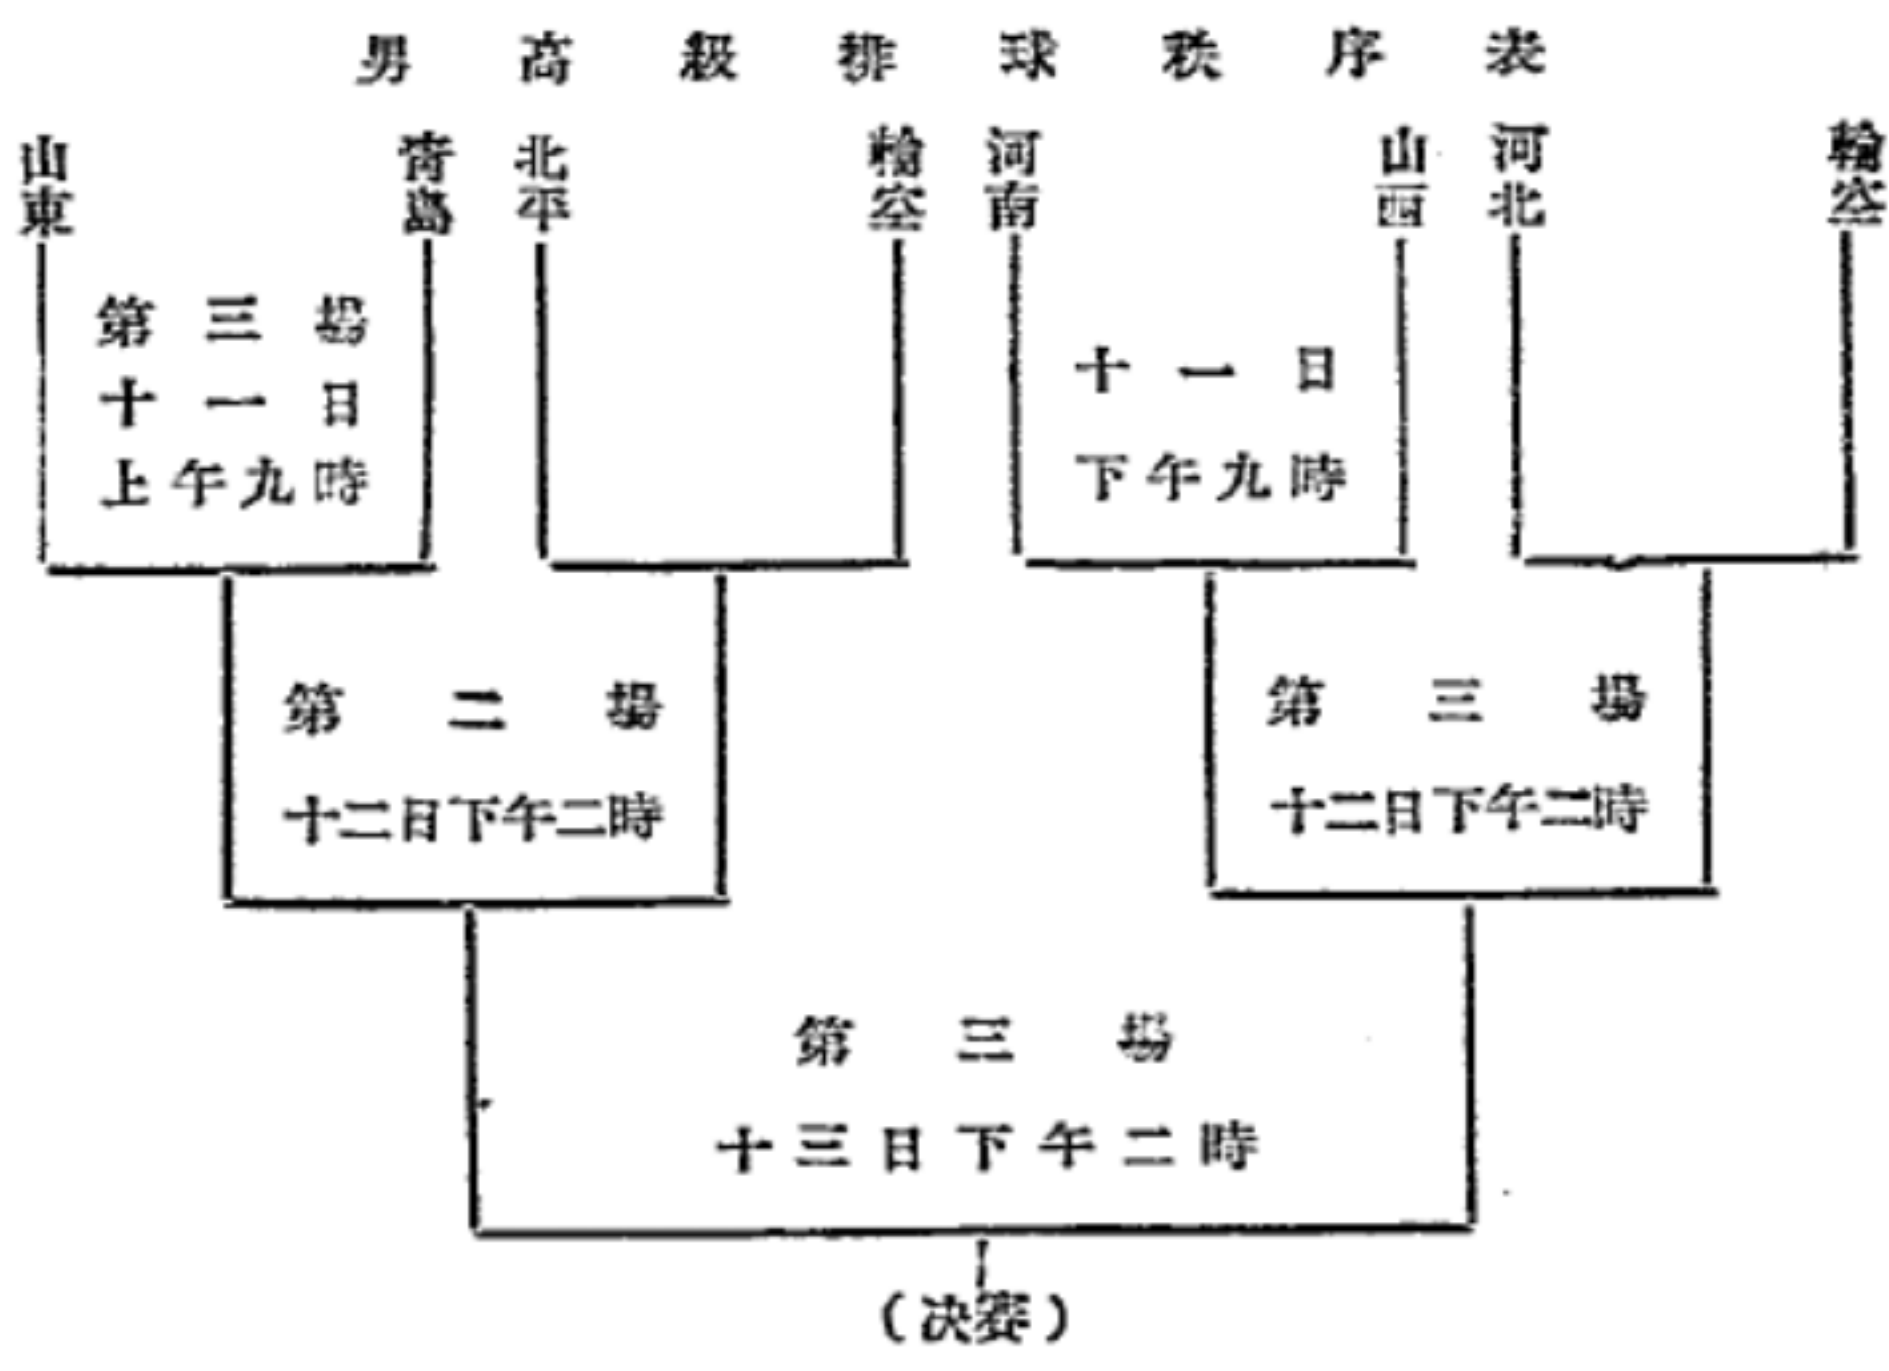 男高級排球秩序表
山東
青島
北平
輪空
河南
山西
河北
輪空
第三場
十一日
上午九時
十一日
下午九時
第二場
十二日下午二時
第三場
十二日下午二時
第三場
十三日下午二時
(决賽)